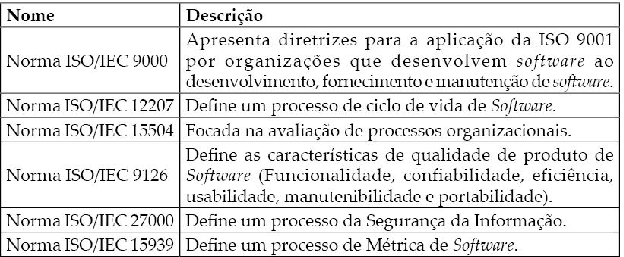 Nome Descrição
Apresenta diretrizes para a aplicação da ISO 9001
Norma ISO/IEC 9000 por organizações que desenvolvem software ao
desenvolvimento, fornecimento e manutenção de software.
Norma ISO/IEC 12207 Define um processo de ciclo de vida de Software.
Norma ISO/IEC 15504 Focada na avaliação de processos organizacionais.
Define as características de qualidade de produto de
Norma ISO/IEC 9126 Software (Funcionalidade, confiabilidade, eficiência,
usabilidade, manutenibilidade e portabilidade).
Norma ISO/IEC 27000 Define um processo da Segurança da Informação.
Norma ISO/IEC 15939 Define um processo de Métrica de Software.